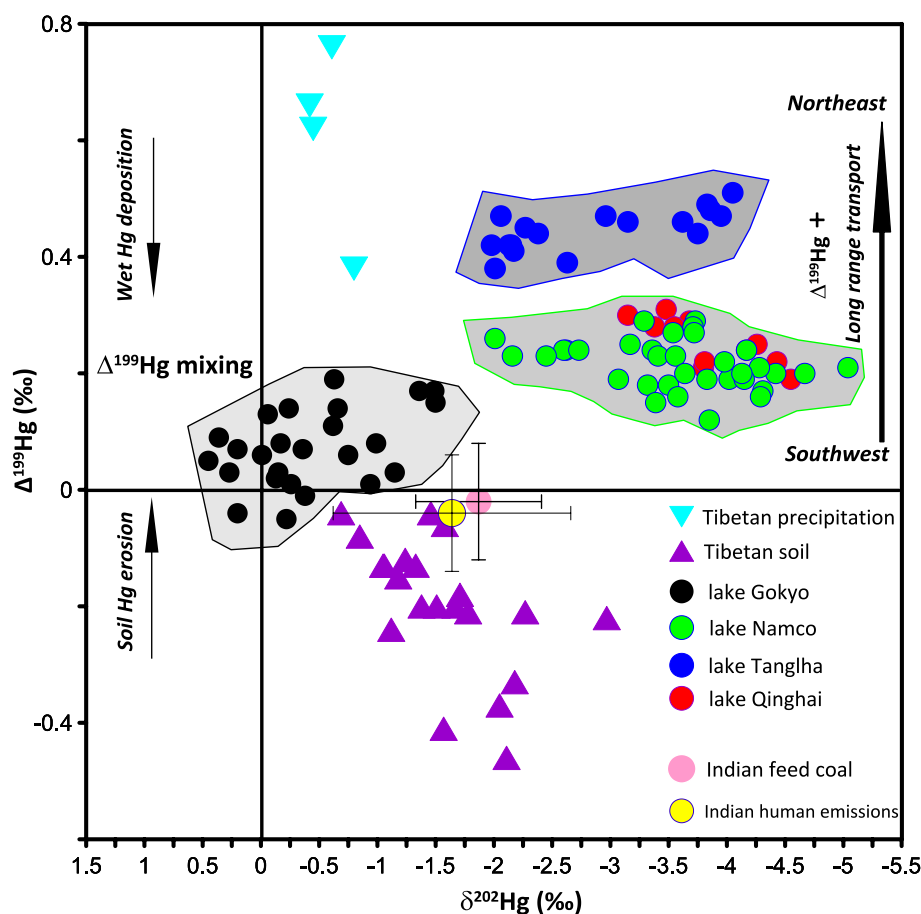 0.8
0.4
0
-0.4
Δ¹⁹⁹Hg (‰)
Wet Hg deposition
Δ¹⁹⁹Hg mixing
Soil Hg erosion
Northeast
Δ¹⁹⁹Hg +
Long range transport
Southwest
Tibetan precipitation
Tibetan soil
lake Gokyo
lake Namco
lake Tanglha
lake Qinghai
Indian feed coal
Indian human emissions
1.5 1 0.5 0 -0.5 -1 -1.5 -2 -2.5 -3 -3.5 -4 -4.5 -5 -5.5
δ²⁰²Hg (‰)